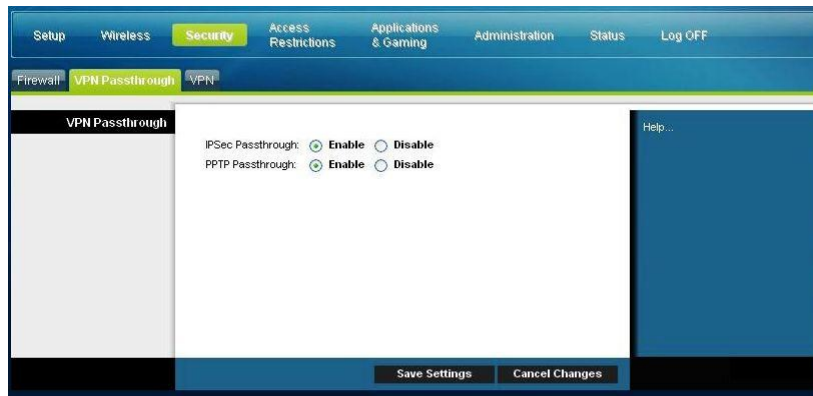 Setup Wireless Security Access Restrictions Applications & Gaming Administration Status Log OFF
Firewall VPN Passthrough VPN
VPN Passthrough
Help...
IPSec Passthrough: Enable Disable
PPTP Passthrough: Enable Disable
Save Settings Cancel Changes